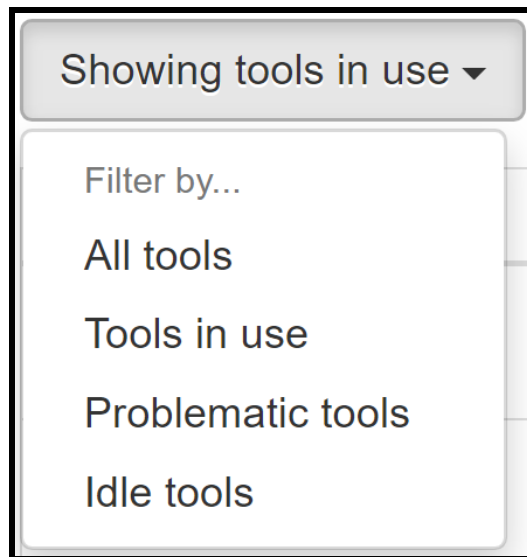 Showing tools in use
Filter by...
All tools
Tools in use
Problematic tools
Idle tools